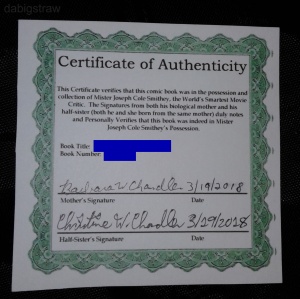 dabigstraw
Certificate of Authenticity
This Certificate verifies that this comic book was in the possession and
collection of Mister Joseph Cole Smithey, the World's Smartest Movie
Critic. The Signatures from both his biological mother and his
half-sister (both he and she born from the same mother) duly notes
and Personally Verifies that this book was indeed in Mister
Joseph Cole Smithey's Possession.
Book Title:
Book Number:
Barbara W Chandler 3/19/2018
Mother's Signature Date
Christine W. Chandler 3/19/2018
Half-Sister's Signature Date